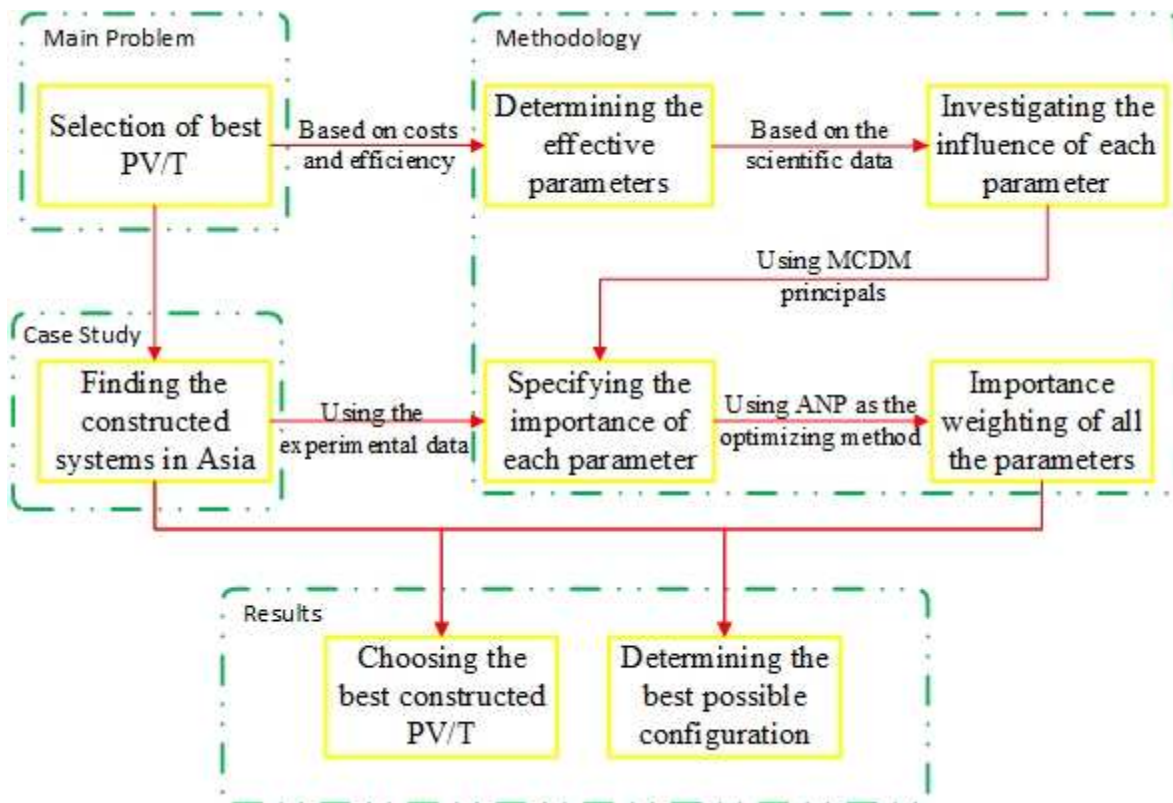 Main Problem
Selection of best
PV/T
Based on costs
and efficiency
Methodology
Determining the
effective
parameters
Based on the
scientific data
Investigating the
influence of each
parameter
Using MCDM
principals
Case Study
Finding the
constructed
systems in Asia
Using the
experimental data
Specifying the
importance of
each parameter
Using ANP as the
optimizing method
Importance
weighting of all
the parameters
Results
Choosing the
best constructed
PV/T
Determining the
best possible
configuration